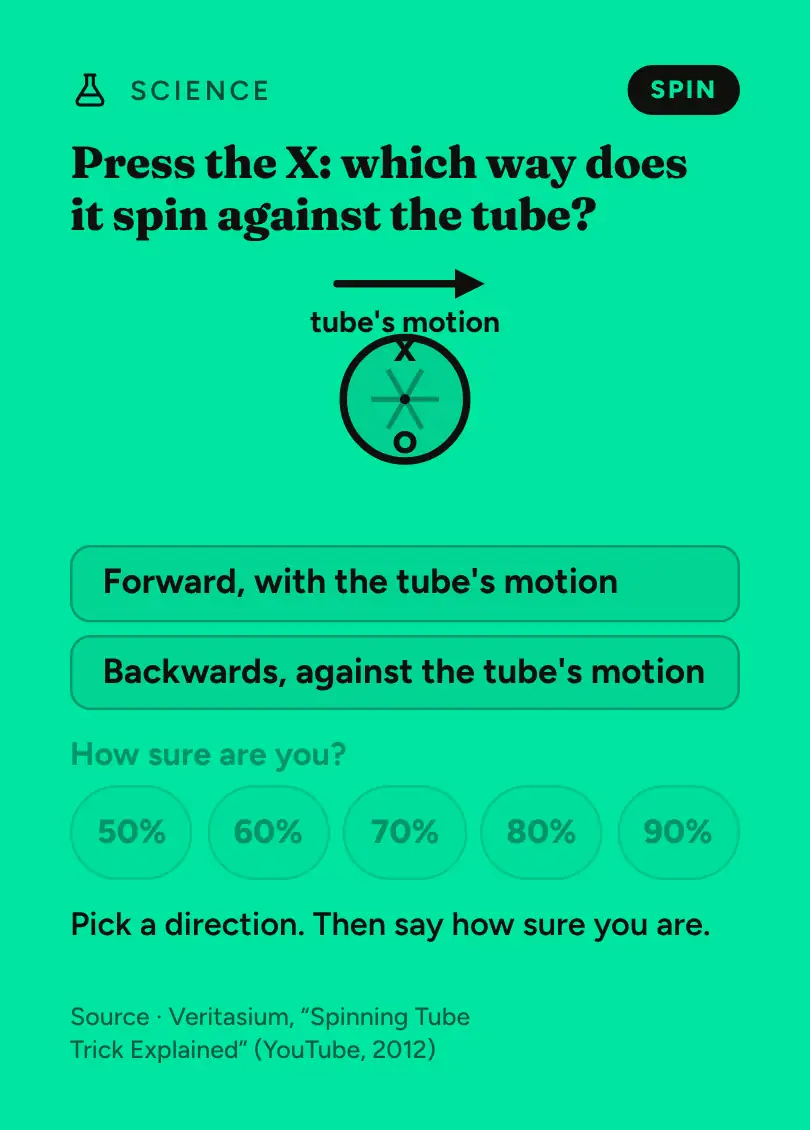 SCIENCE
SPIN
Press the X: which way does
it spin against the tube?
tube's motion
X
O
Forward, with the tube's motion
Backwards, against the tube's motion
How sure are you?
50% 60% 70% 80% 90%
Pick a direction. Then say how sure you are.
Source · Veritasium, “Spinning Tube
Trick Explained” (YouTube, 2012)